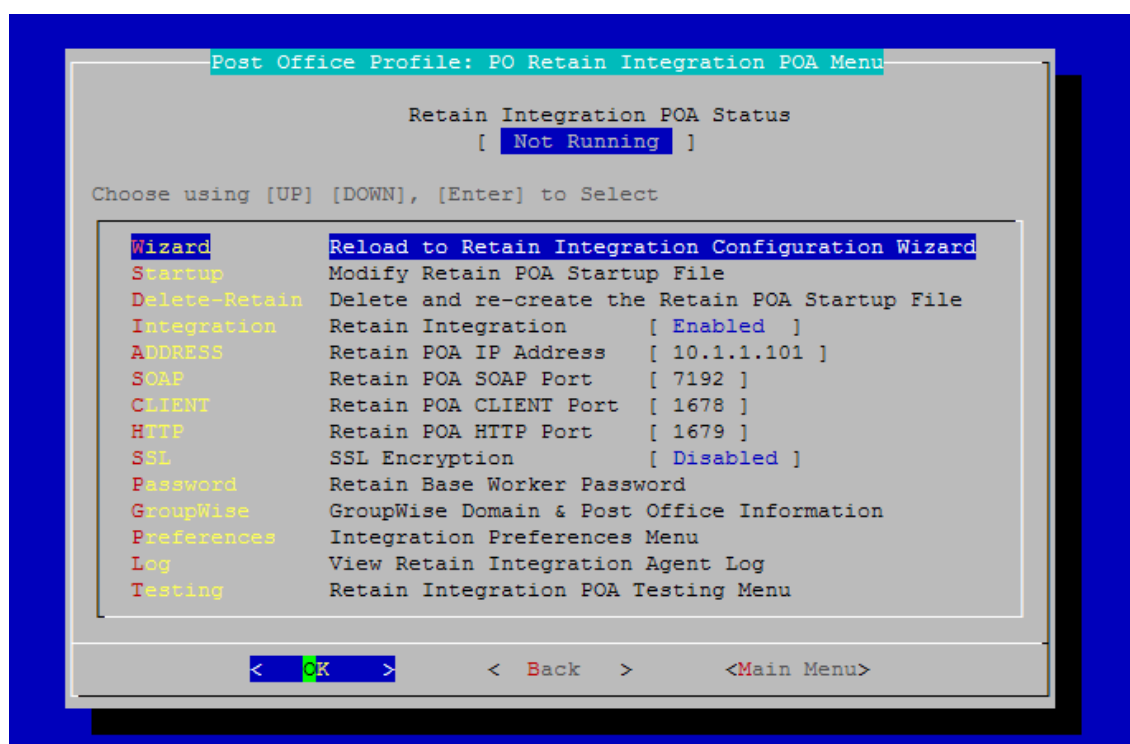 Post Office Profile: PO Retain Integration POA Menu
Retain Integration POA Status
[ Not Running ]
Choose using [UP] [DOWN], [Enter] to Select
Wizard Reload to Retain Integration Configuration Wizard
Startup Modify Retain POA Startup File
Delete-Retain Delete and re-create the Retain POA Startup File
Integration Retain Integration [ Enabled ]
ADDRESS Retain POA IP Address [ 10.1.1.101 ]
SOAP Retain POA SOAP Port [ 7192 ]
CLIENT Retain POA CLIENT Port [ 1678 ]
HTTP Retain POA HTTP Port [ 1679 ]
SSL SSL Encryption [ Disabled ]
Password Retain Base Worker Password
GroupWise GroupWise Domain & Post Office Information
Preferences Integration Preferences Menu
Log View Retain Integration Agent Log
Testing Retain Integration POA Testing Menu
< OK > < Back > <Main Menu>